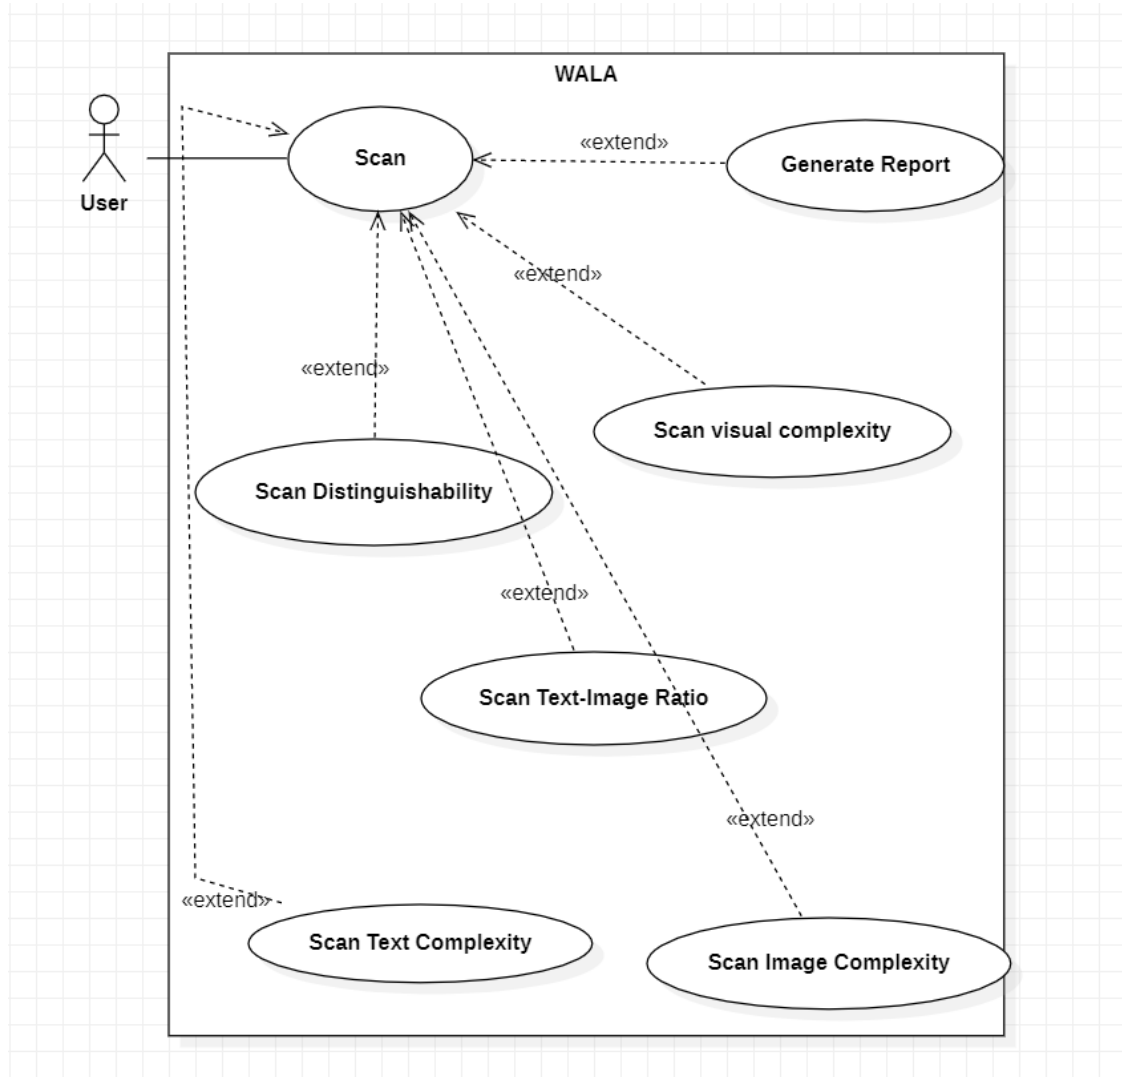 WALA
Scan
«extend»
Generate Report
User
«extend»
«extend»
Scan visual complexity
Scan Distinguishability
«extend»
Scan Text-Image Ratio
«extend»
«extend»
Scan Text Complexity
Scan Image Complexity